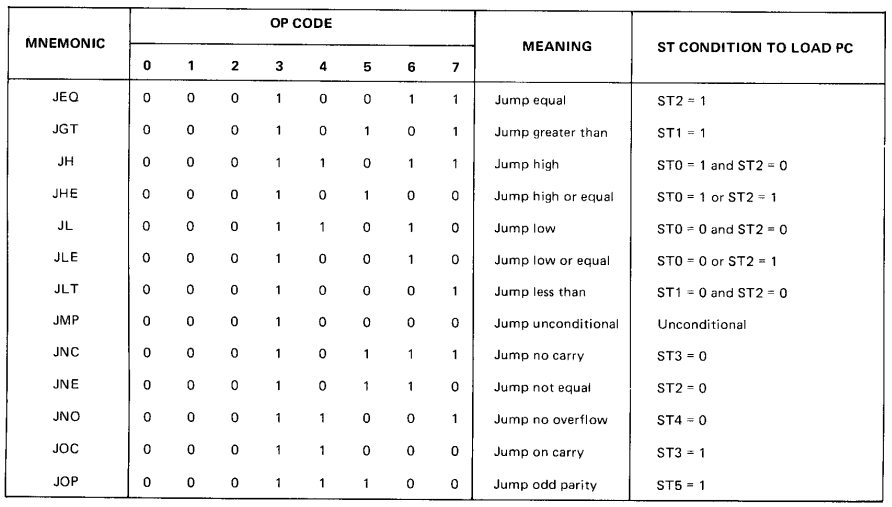 MNEMONIC OP CODE MEANING ST CONDITION TO LOAD PC
0 1 2 3 4 5 6 7
JEQ 0 0 0 1 0 0 1 1 Jump equal ST2 = 1
JGT 0 0 0 1 0 1 0 1 Jump greater than ST1 = 1
JH 0 0 0 1 1 0 1 1 Jump high ST0 = 1 and ST2 = 0
JHE 0 0 0 1 0 1 0 0 Jump high or equal ST0 = 1 or ST2 = 1
JL 0 0 0 1 1 0 1 0 Jump low ST0 = 0 and ST2 = 0
JLE 0 0 0 1 0 0 1 0 Jump low or equal ST0 = 0 or ST2 = 1
JLT 0 0 0 1 0 0 0 1 Jump less than ST1 = 0 and ST2 = 0
JMP 0 0 0 1 0 0 0 0 Jump unconditional Unconditional
JNC 0 0 0 1 0 1 1 1 Jump no carry ST3 = 0
JNE 0 0 0 1 0 1 1 0 Jump not equal ST2 = 0
JNO 0 0 0 1 1 0 0 1 Jump no overflow ST4 = 0
JOC 0 0 0 1 1 0 0 0 Jump on carry ST3 = 1
JOP 0 0 0 1 1 1 0 0 Jump odd parity ST5 = 1